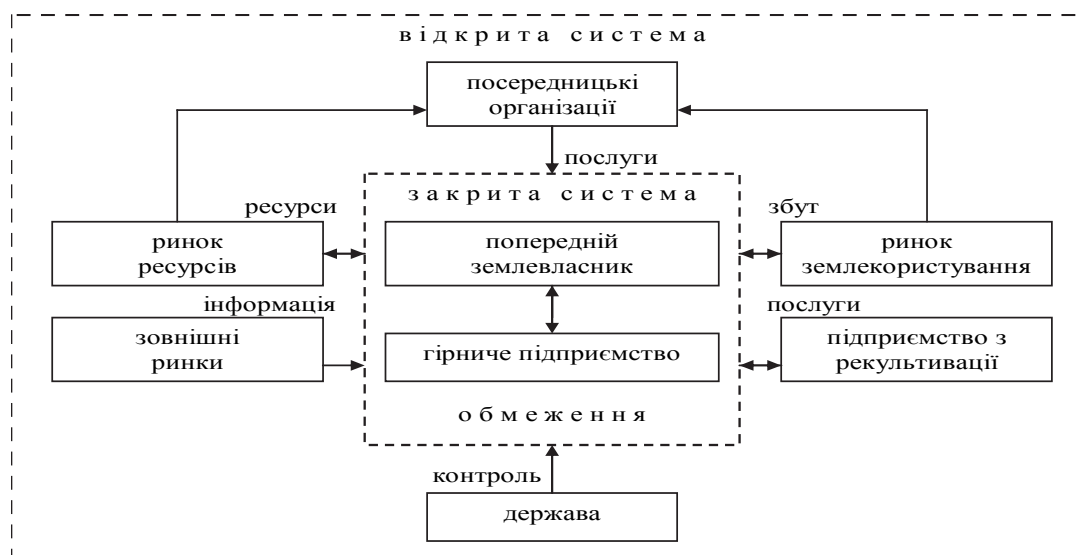 відкрита система
посередницькі
організації
послуги
закрита система
ресурси
збут
ринок
ресурсів
попередній
землевласник
ринок
землекористування
інформація
послуги
зовнішні
ринки
гірниче підприємство
підприємство з
рекультивації
обмеження
контроль
держава